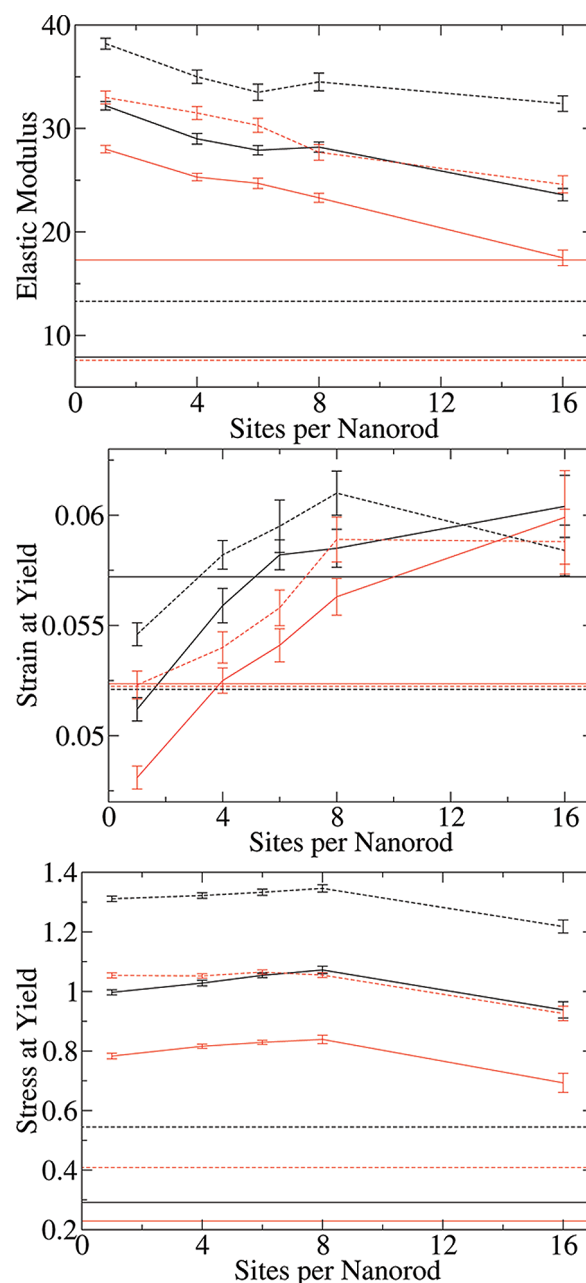 40
30
20
10
Elastic Modulus
0 4 8 12 16
Sites per Nanorod
0.06
0.055
0.05
Strain at Yield
0 4 8 12 16
Sites per Nanorod
1.4
1.2
1
0.8
0.6
0.4
0.2
Stress at Yield
0 4 8 12 16
Sites per Nanorod